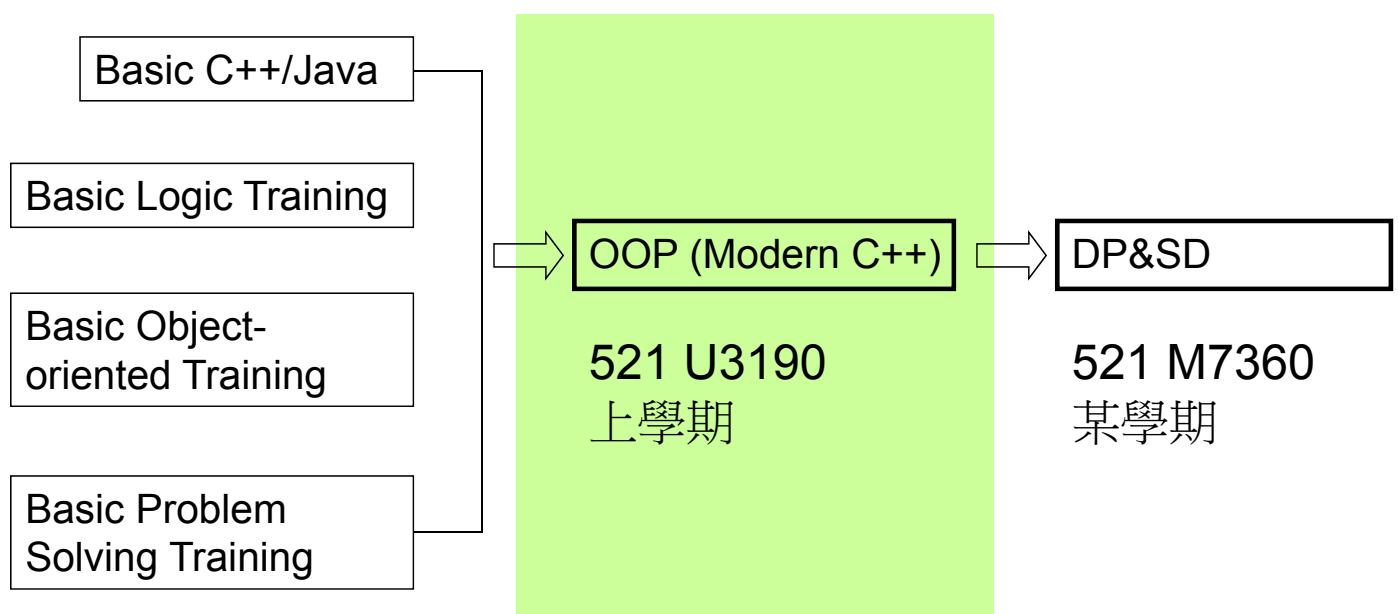 Basic C++/Java
Basic Logic Training
Basic Object-
oriented Training
Basic Problem
Solving Training
OOP (Modern C++)
521 U3190
上學期
DP&SD
521 M7360
某學期